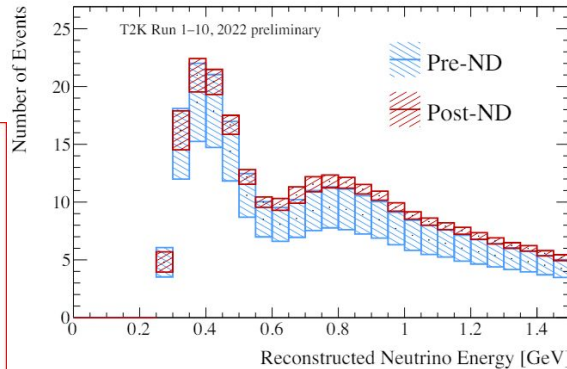 T2K Run 1–10, 2022 preliminary
Number of Events
25
20
15
10
5
0
Pre-ND
Post-ND
0 0.2 0.4 0.6 0.8 1 1.2 1.4
Reconstructed Neutrino Energy [GeV]